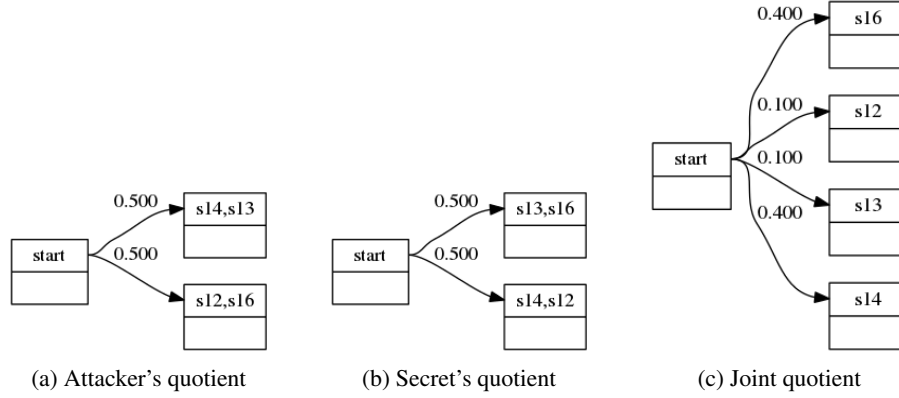 0.500
s14,s13
start
0.500
s12,s16
(a) Attacker's quotient
0.500
s13,s16
start
0.500
s14,s12
(b) Secret's quotient
0.400
s16
0.100
s12
start
0.100
s13
0.400
s14
(c) Joint quotient